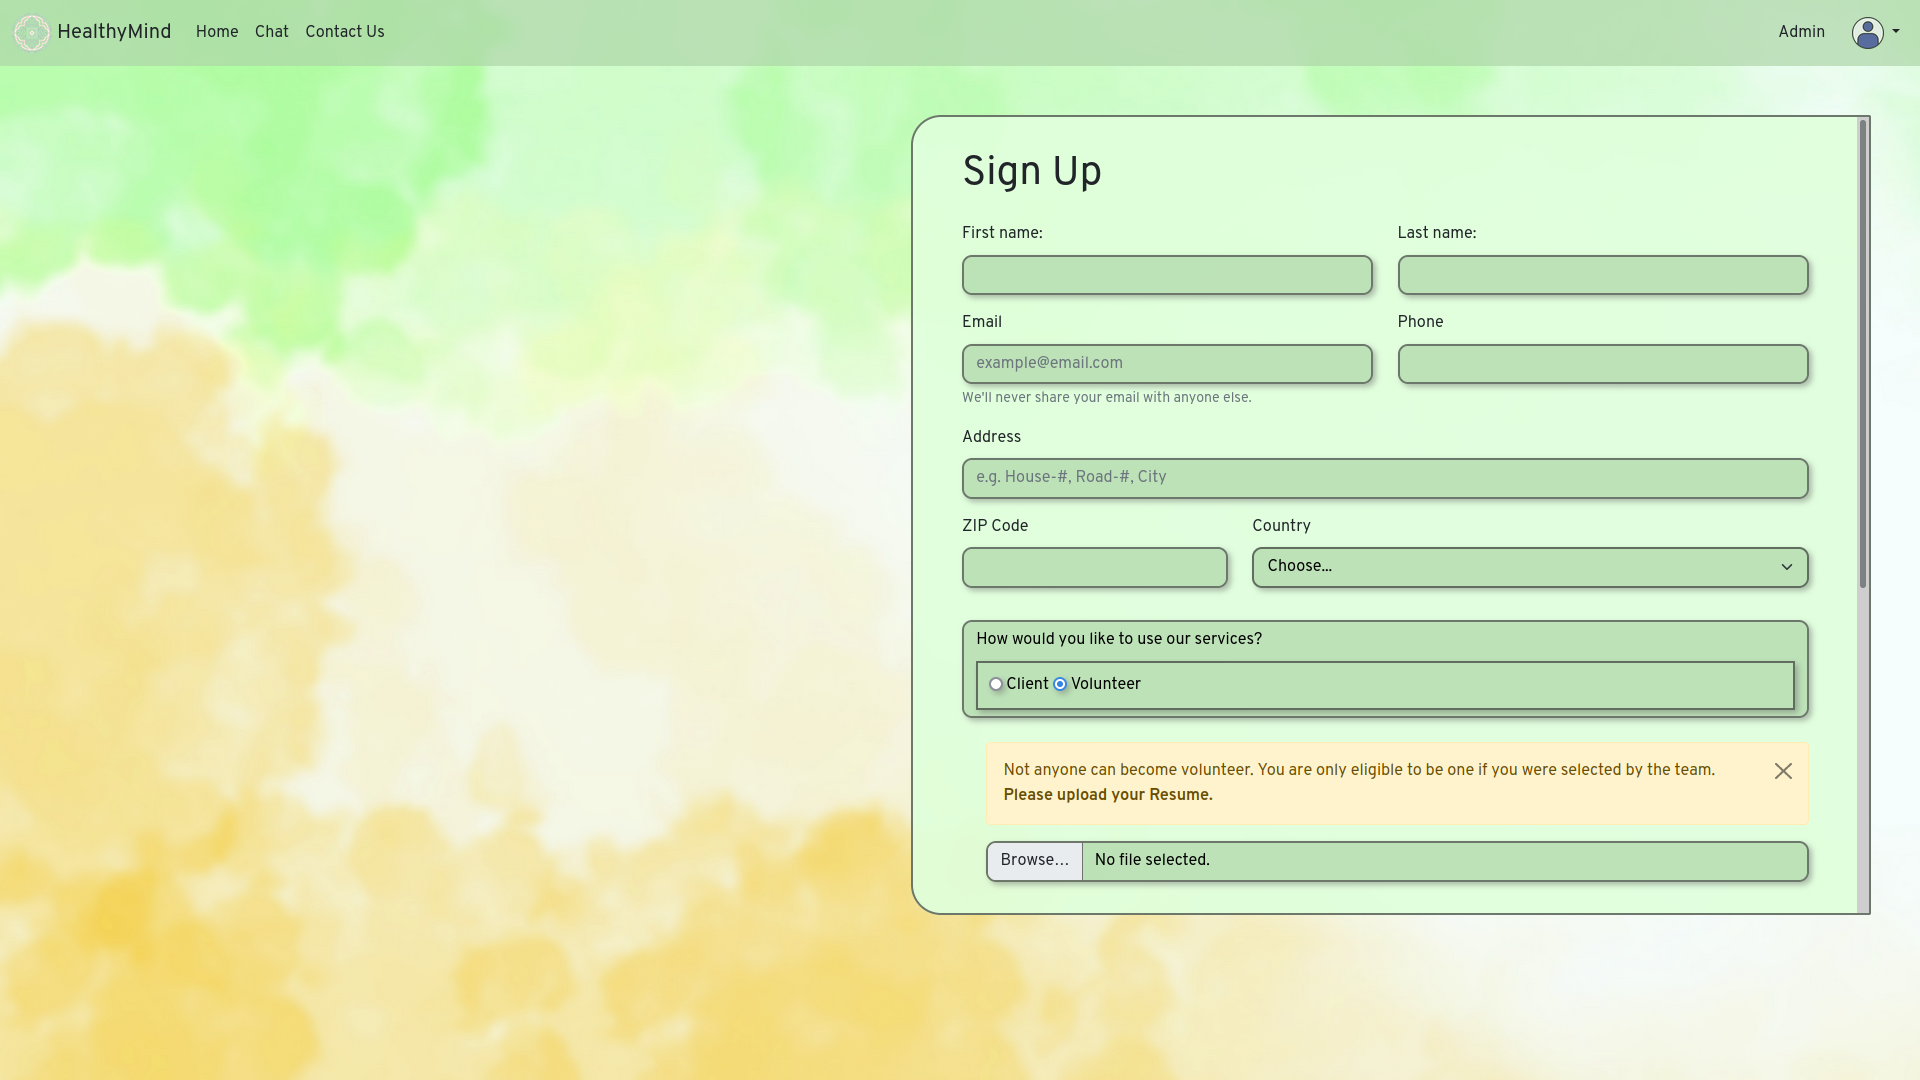 HealthyMind Home Chat Contact Us Admin
Sign Up
First name: Last name:
Email Phone
example@email.com
We'll never share your email with anyone else.
Address
e.g. House-#, Road-#, City
ZIP Code Country
Choose...
How would you like to use our services?
Client Volunteer
Not anyone can become volunteer. You are only eligible to be one if you were selected by the team.
Please upload your Resume.
Browse... No file selected.